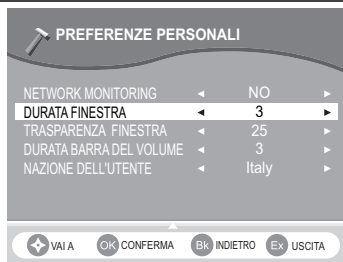 PREFERENZE PERSONALI
NETWORK MONITORING ◄ NO ►
DURATA FINESTRA ◄ 3 ►
TRASPARENZA FINESTRA ◄ 25 ►
DURATA BARRA DEL VOLUME ◄ 3 ►
NAZIONE DELL'UTENTE ◄ Italy ►
VAI A OK CONFERMA Bk INDIETRO Ex USCITA